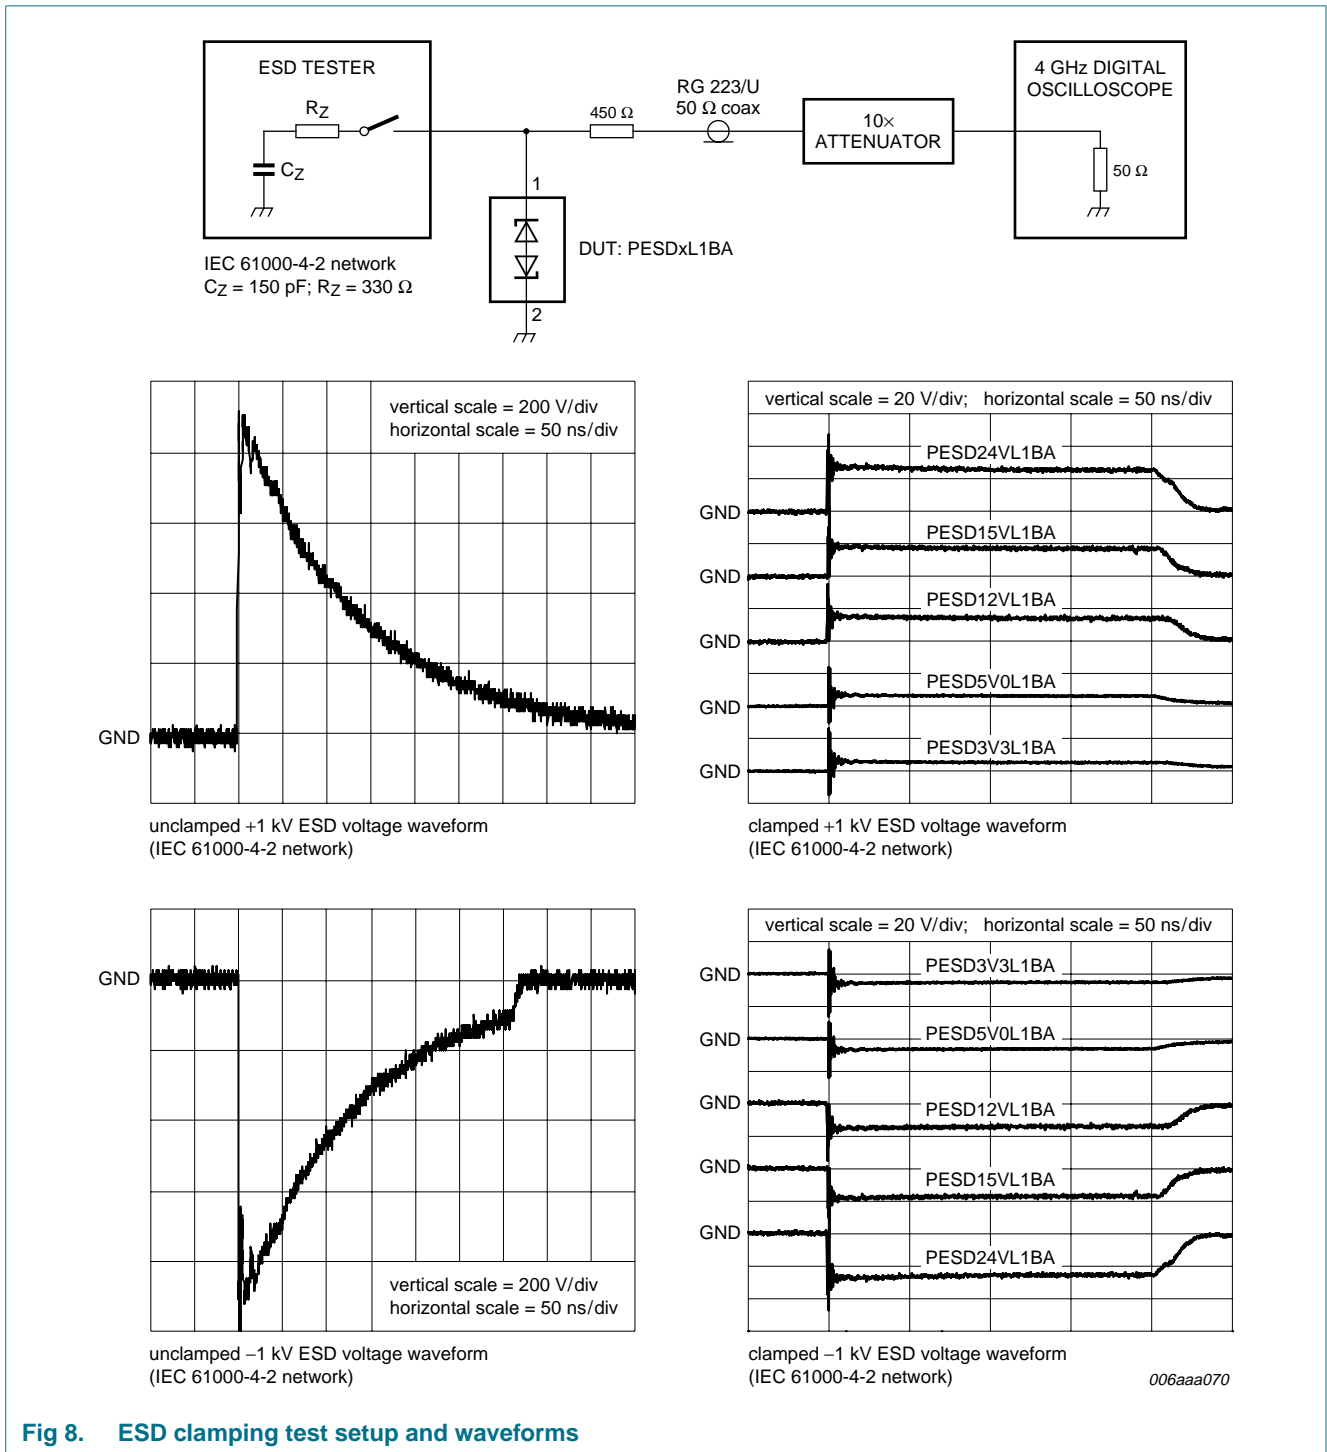 ESD TESTER
RZ
CZ
IEC 61000-4-2 network
CZ = 150 pF; RZ = 330 Ω
450 Ω
RG 223/U
50 Ω coax
10×
ATTENUATOR
4 GHz DIGITAL
OSCILLOSCOPE
50 Ω
1
DUT: PESDxL1BA
2
vertical scale = 200 V/div
horizontal scale = 50 ns/div
GND
unclamped +1 kV ESD voltage waveform
(IEC 61000-4-2 network)
vertical scale = 20 V/div; horizontal scale = 50 ns/div
PESD24VL1BA
GND
PESD15VL1BA
GND
PESD12VL1BA
GND
PESD5V0L1BA
GND
PESD3V3L1BA
GND
clamped +1 kV ESD voltage waveform
(IEC 61000-4-2 network)
GND
vertical scale = 200 V/div
horizontal scale = 50 ns/div
unclamped −1 kV ESD voltage waveform
(IEC 61000-4-2 network)
vertical scale = 20 V/div; horizontal scale = 50 ns/div
PESD3V3L1BA
GND
PESD5V0L1BA
GND
GND
PESD12VL1BA
GND
PESD15VL1BA
GND
PESD24VL1BA
clamped −1 kV ESD voltage waveform
(IEC 61000-4-2 network)
006aaa070
Fig 8. ESD clamping test setup and waveforms